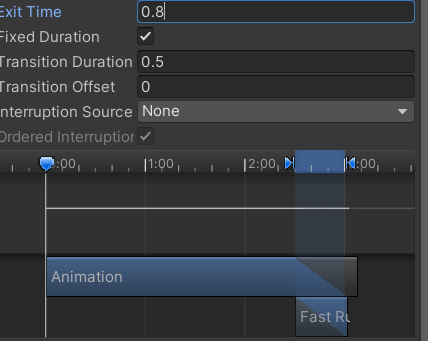 Exit Time 0.8
Fixed Duration
Transition Duration 0.5
Transition Offset 0
Interruption Source None
Ordered Interruption
:00 1:00 2:00 :00
Animation
Fast Ru